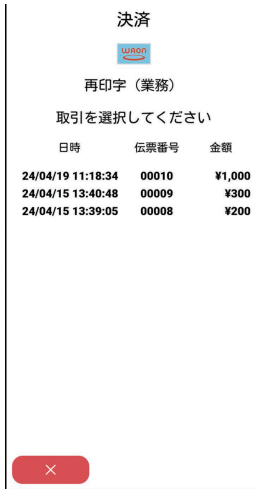 決済
WAON
再印字（業務）
取引を選択してください
日時 伝票番号 金額
24/04/19 11:18:34 00010 ¥1,000
24/04/15 13:40:48 00009 ¥300
24/04/15 13:39:05 00008 ¥200